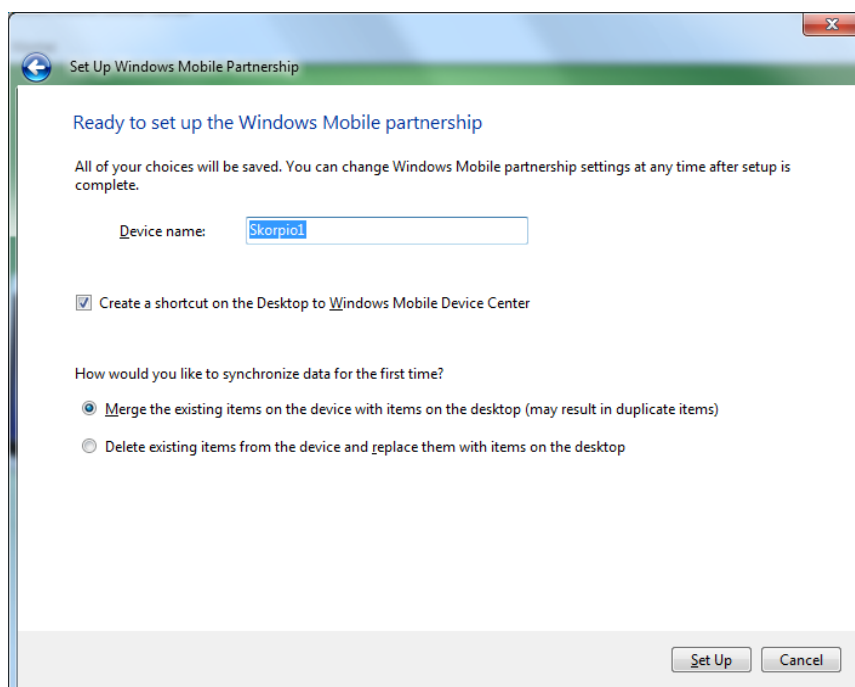 Set Up Windows Mobile Partnership
Ready to set up the Windows Mobile partnership
All of your choices will be saved. You can change Windows Mobile partnership settings at any time after setup is
complete.
Device name: Skorpio1
Create a shortcut on the Desktop to Windows Mobile Device Center
How would you like to synchronize data for the first time?
Merge the existing items on the device with items on the desktop (may result in duplicate items)
Delete existing items from the device and replace them with items on the desktop
Set Up Cancel